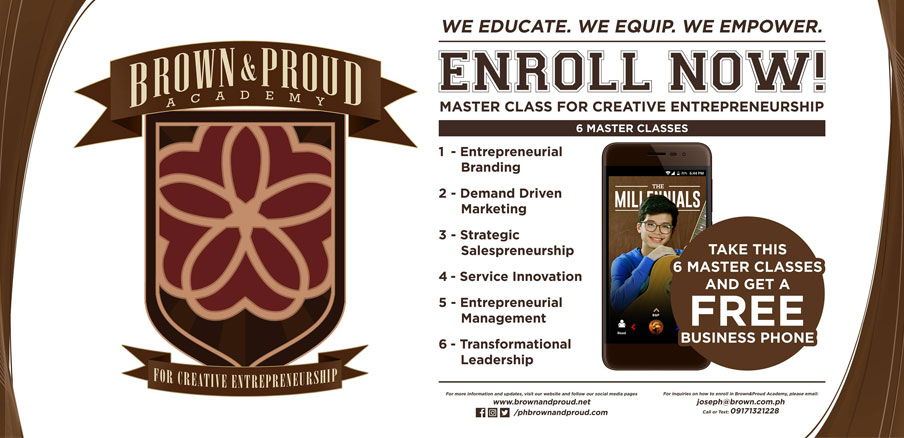 BROWN & PROUD
ACADEMY
FOR CREATIVE ENTREPRENEURSHIP
WE EDUCATE. WE EQUIP. WE EMPOWER.
ENROLL NOW!
MASTER CLASS FOR CREATIVE ENTREPRENEURSHIP
6 MASTER CLASSES
1 - Entrepreneurial
Branding
2 - Demand Driven
Marketing
3 - Strategic
Salespreneurship
4 - Service Innovation
5 - Entrepreneurial
Management
6 - Transformational
Leadership
THE
MILLENNIALS
TAKE THIS
6 MASTER CLASSES
AND GET A
FREE
BUSINESS PHONE
For more information and updates, visit our website and follow our social media pages
www.brownandproud.net
/phbrownandproud.com
For inquiries on how to enroll in Brown&Proud Academy, please email:
joseph@brown.com.ph
Call or Text: 09171321228